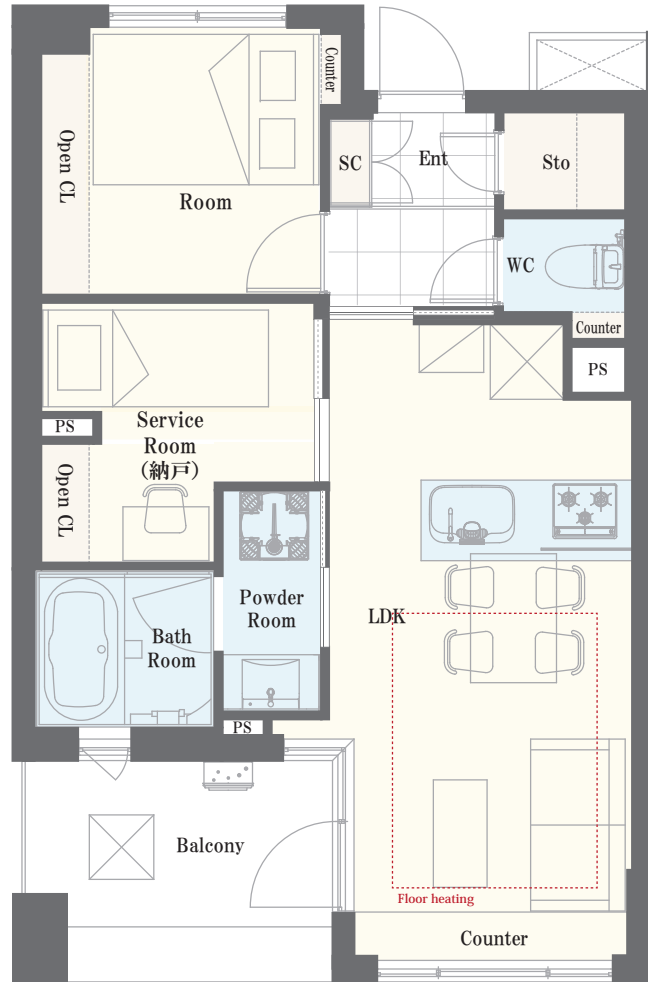 Counter
Open CL
Room
SC
Ent
Sto
WC
Counter
PS
PS
Service
Room
(納戸)
Open CL
Powder
Room
LDK
Bath
Room
PS
Balcony
Floor heating
Counter